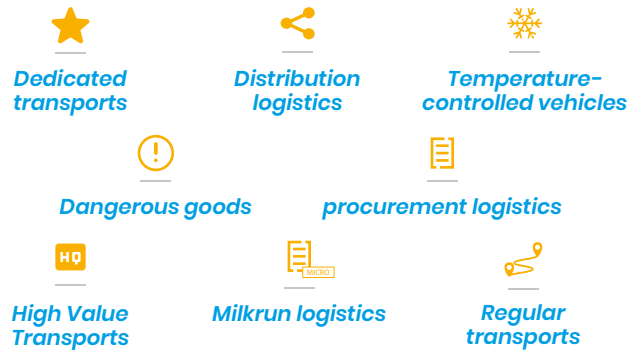 Dedicated
transports
Distribution
logistics
Temperature-
controlled vehicles
Dangerous goods
procurement logistics
HQ
High Value
Transports
MICRO
Milkrun logistics
Regular
transports